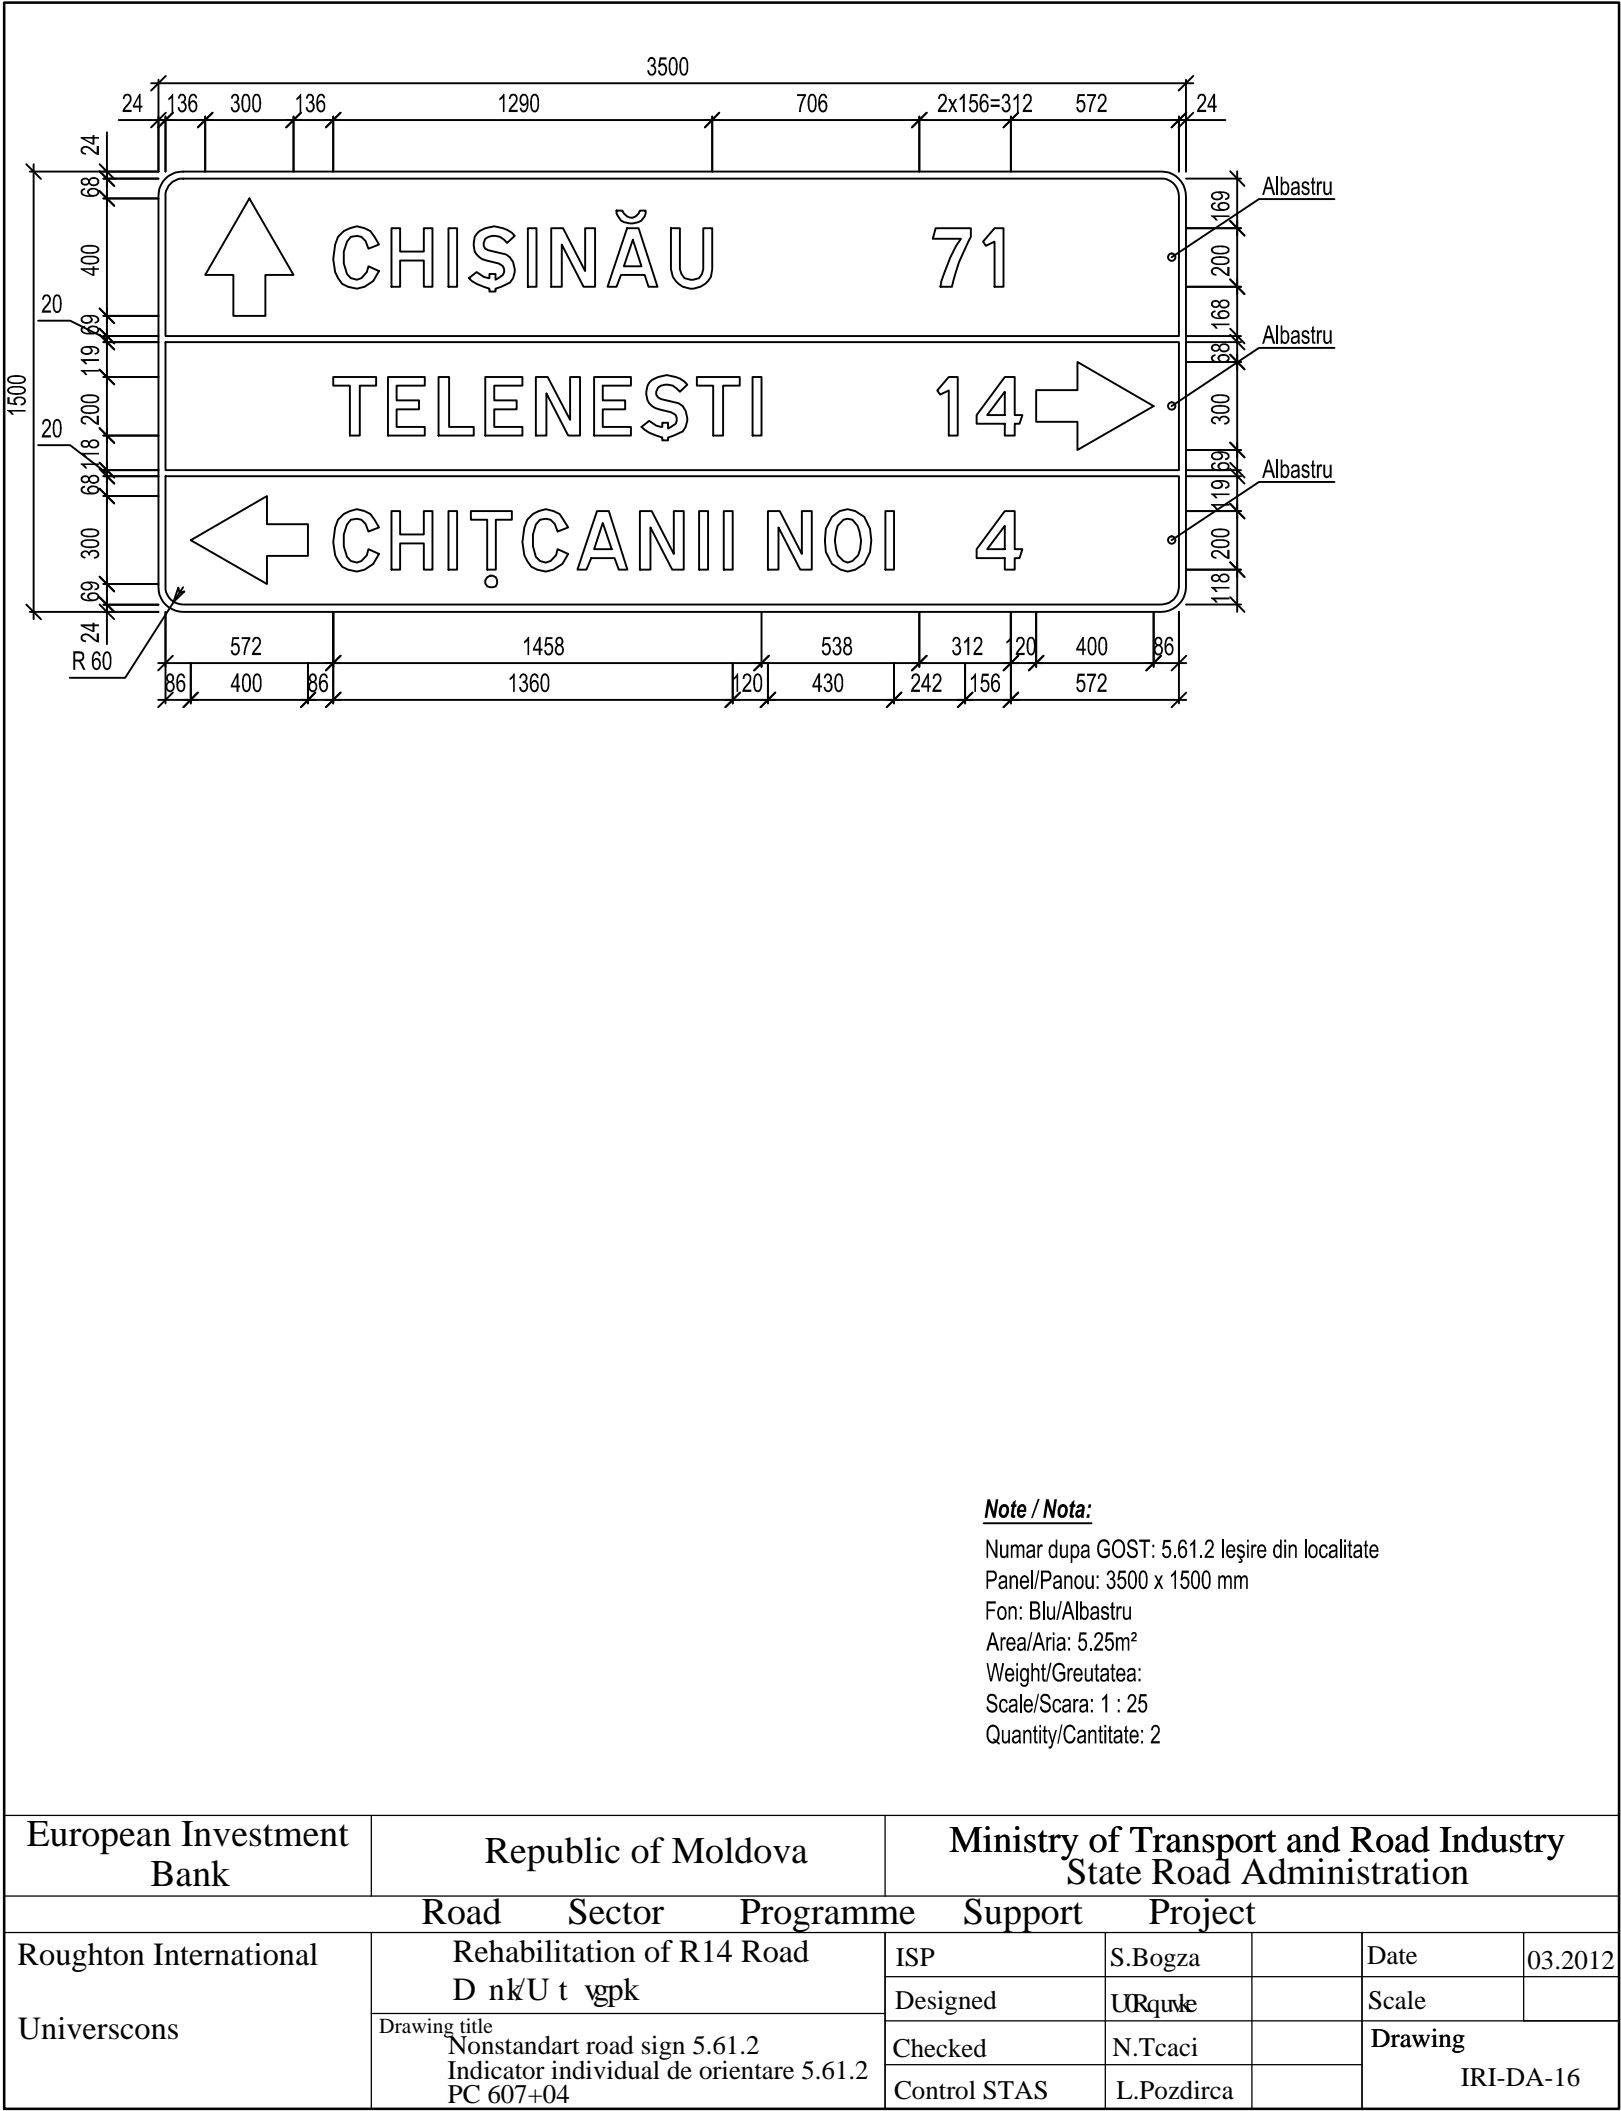 3500
24 136 300 136 1290 706 2x156=312 572 24
24
68
400
20
69
119
1500
200
20
118
68
300
69
24
CHIŞINĂU 71
TELENEŞTI 14
CHIȚCANII NOI 4
169
200
168
68
300
69
119
200
118
Albastru
Albastru
Albastru
R 60
572 1458 538 312 120 400 86
86 400 86 1360 120 430 242 156 572
Note / Nota:
Numar dupa GOST: 5.61.2 Ieşire din localitate
Panel/Panou: 3500 x 1500 mm
Fon: Blu/Albastru
Area/Aria: 5.25m²
Weight/Greutatea:
Scale/Scara: 1 : 25
Quantity/Cantitate: 2
European Investment
Bank
Republic of Moldova
Ministry of Transport and Road Industry
State Road Administration
Road Sector Programme Support Project
Roughton International
Universcons
Rehabilitation of R14 Road
Drawing title
Nonstandart road sign 5.61.2
Indicator individual de orientare 5.61.2
PC 607+04
ISP S.Bogza
Designed
Checked N.Tcaci
Control STAS L.Pozdirca
Date 03.2012
Scale
Drawing
IRI-DA-16